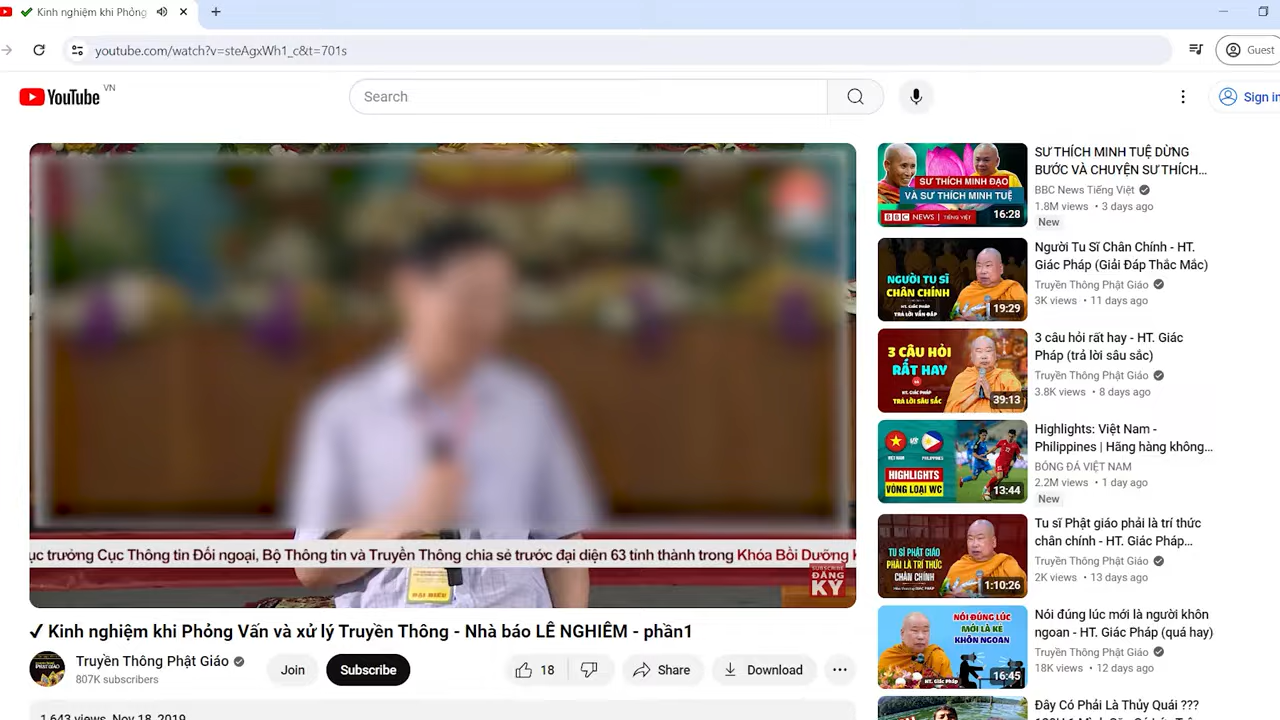 Kinh nghiệm khi Phỏng
youtube.com/watch?v=steAgxWh1_c&t=701s
Guest
YouTube VN
Search
Sign in
ục trưởng Cục Thông tin Đối ngoại, Bộ Thông tin và Truyền Thông chia sẻ trước đại diện 63 tỉnh thành trong Khóa Bồi Dưỡng
ĐẠI BIỂU
SUBSCRIBE
ĐĂNG
KÝ
✓ Kinh nghiệm khi Phỏng Vấn và xử lý Truyền Thông - Nhà báo LÊ NGHIÊM - phần1
Truyền Thông Phật Giáo
807K subscribers
Join
Subscribe
18
Share
Download
1,643 views Nov 18, 2019
SƯ THÍCH MINH ĐẠO
VÀ SƯ THÍCH MINH TUỆ
BBC NEWS | TIẾNG VIỆT
16:28
SƯ THÍCH MINH TUỆ DỪNG
BƯỚC VÀ CHUYỆN SƯ THÍCH...
BBC News Tiếng Việt
1.8M views • 3 days ago
New
NGƯỜI TU SĨ
CHÂN CHÍNH
HT. GIÁC PHÁP
TRẢ LỜI VẤN ĐÁP
19:29
Người Tu Sĩ Chân Chính - HT.
Giác Pháp (Giải Đáp Thắc Mắc)
Truyền Thông Phật Giáo
3K views • 11 days ago
3 CÂU HỎI
RẤT HAY
HT. GIÁC PHÁP
TRẢ LỜI SÂU SẮC
39:13
3 câu hỏi rất hay - HT. Giác
Pháp (trả lời sâu sắc)
Truyền Thông Phật Giáo
3.8K views • 8 days ago
VS
VIỆT NAM
PHILIPPINES
HIGHLIGHTS
VÒNG LOẠI WC
13:44
Highlights: Việt Nam -
Philippines | Hãng hàng không...
BÓNG ĐÁ VIỆT NAM
2.2M views • 1 day ago
New
TU SĨ PHẬT GIÁO
PHẢI LÀ TRÍ THỨC
CHÂN CHÍNH
1:10:26
Tu sĩ Phật giáo phải là trí thức
chân chính - HT. Giác Pháp...
Truyền Thông Phật Giáo
2K views • 13 days ago
NÓI ĐÚNG LÚC
MỚI LÀ KẺ
KHÔN NGOAN
HT. Giác Pháp
16:45
Nói đúng lúc mới là người khôn
ngoan - HT. Giác Pháp (quá hay)
Truyền Thông Phật Giáo
18K views • 12 days ago
Đây Có Phải Là Thủy Quái ???